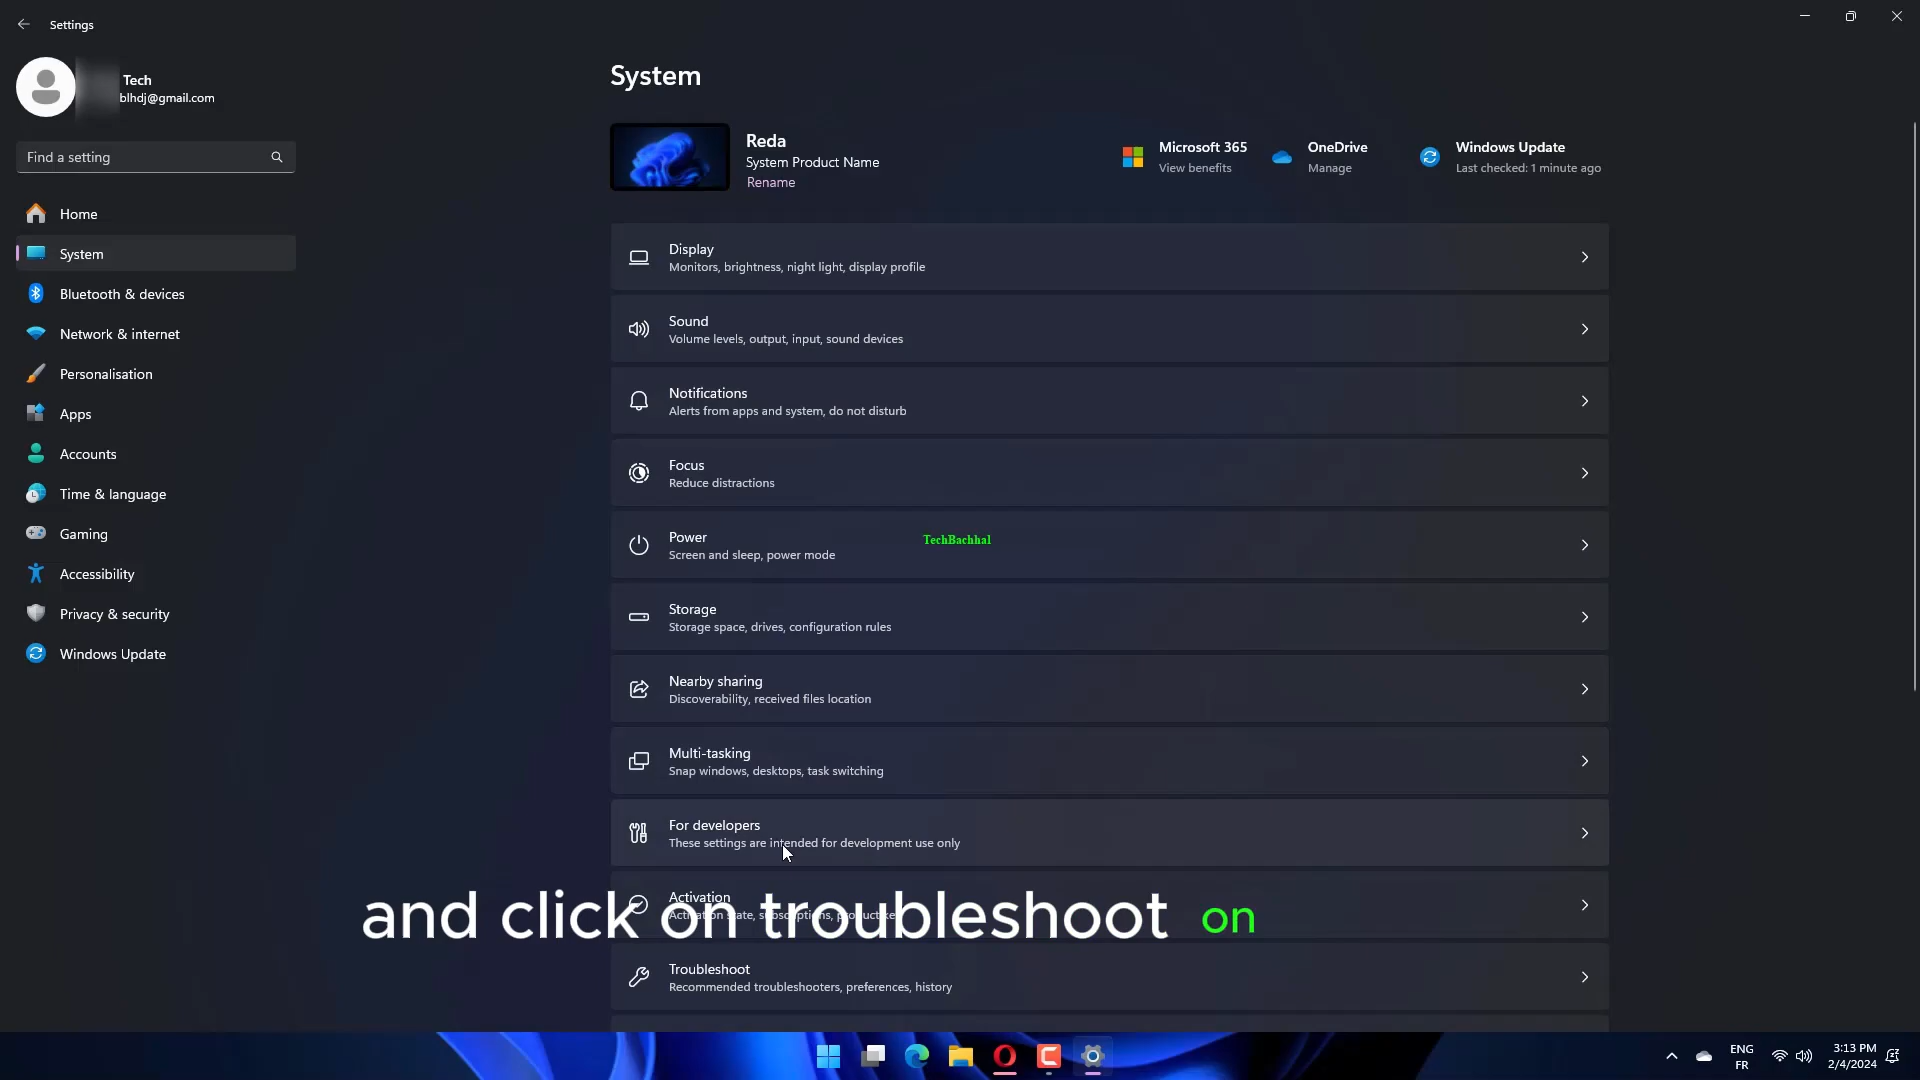 Settings
Tech
blhdj@gmail.com
Find a setting
Home
System
Bluetooth & devices
Network & internet
Personalisation
Apps
Accounts
Time & language
Gaming
Accessibility
Privacy & security
Windows Update
System
Reda
System Product Name
Rename
Microsoft 365
View benefits
OneDrive
Manage
Windows Update
Last checked: 1 minute ago
Display
Monitors, brightness, night light, display profile
Sound
Volume levels, output, input, sound devices
Notifications
Alerts from apps and system, do not disturb
Focus
Reduce distractions
Power
Screen and sleep, power mode
TechBachhal
Storage
Storage space, drives, configuration rules
Nearby sharing
Discoverability, received files location
Multi-tasking
Snap windows, desktops, task switching
For developers
These settings are intended for development use only
Activation
Activation state, subscriptions,
and click on troubleshoot on
Troubleshoot
Recommended troubleshooters, preferences, history
ENG
FR
3:13 PM
2/4/2024